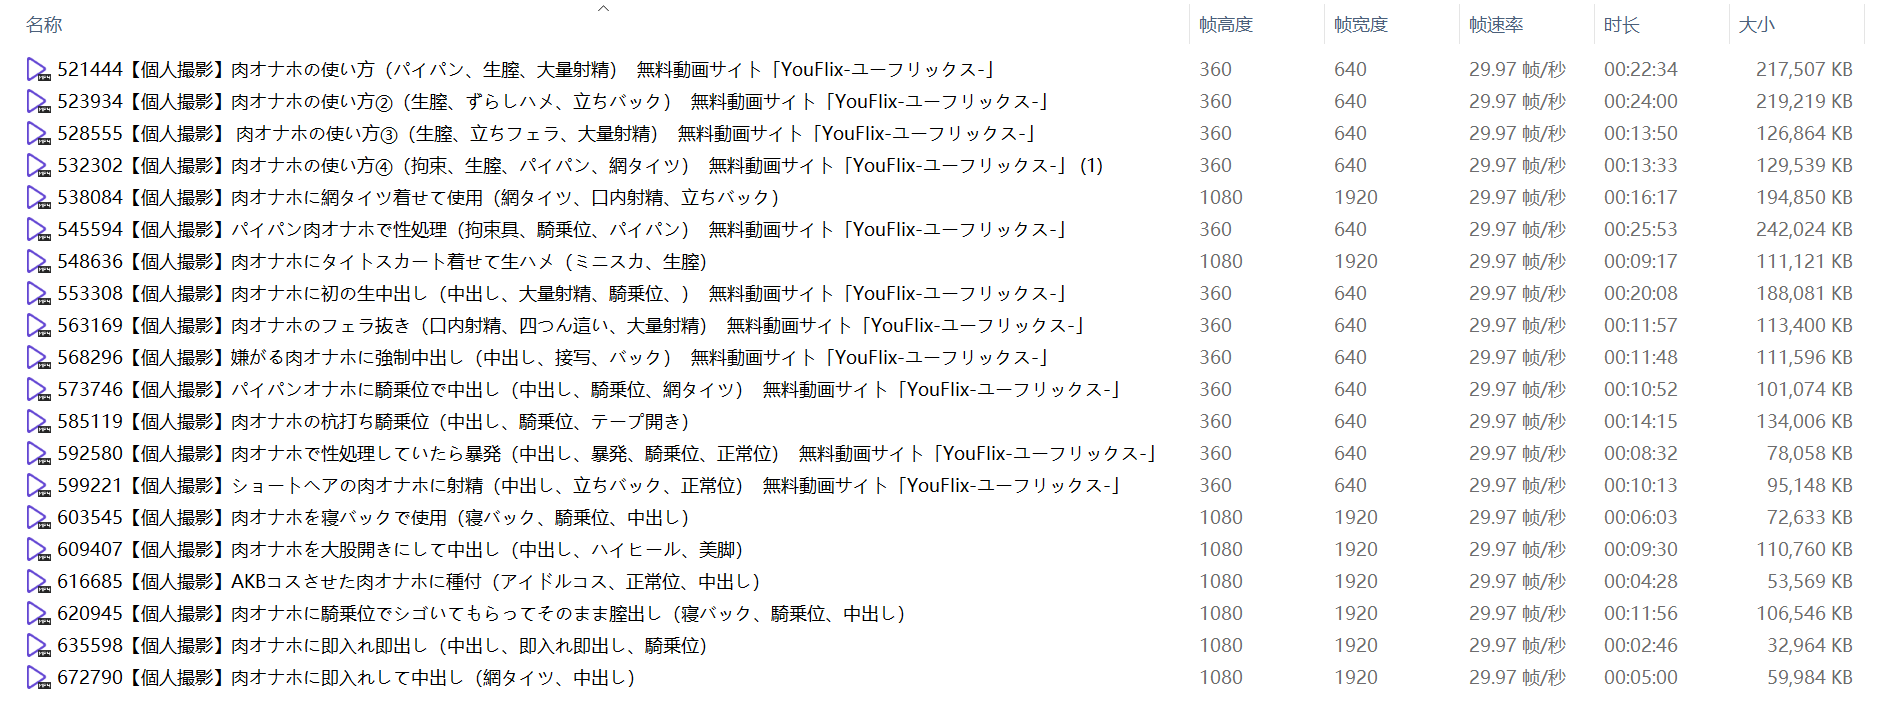 名称 帧高度 帧宽度 帧速率 时长 大小
521444【個人撮影】肉オナホの使い方（パイパン、生膣、大量射精） 無料動画サイト「YouFlix-ユーフリックス-」 360 640 29.97 帧/秒 00:22:34 217,507 KB
523934【個人撮影】肉オナホの使い方②（生膣、ずらしハメ、立ちバック） 無料動画サイト「YouFlix-ユーフリックス-」 360 640 29.97 帧/秒 00:24:00 219,219 KB
528555【個人撮影】 肉オナホの使い方③（生膣、立ちフェラ、大量射精） 無料動画サイト「YouFlix-ユーフリックス-」 360 640 29.97 帧/秒 00:13:50 126,864 KB
532302【個人撮影】肉オナホの使い方④（拘束、生膣、パイパン、網タイツ） 無料動画サイト「YouFlix-ユーフリックス-」 (1) 360 640 29.97 帧/秒 00:13:33 129,539 KB
538084【個人撮影】肉オナホに網タイツ着せて使用（網タイツ、口内射精、立ちバック） 1080 1920 29.97 帧/秒 00:16:17 194,850 KB
545594【個人撮影】パイパン肉オナホで性処理（拘束具、騎乗位、パイパン） 無料動画サイト「YouFlix-ユーフリックス-」 360 640 29.97 帧/秒 00:25:53 242,024 KB
548636【個人撮影】肉オナホにタイトスカート着せて生ハメ（ミニスカ、生膣） 1080 1920 29.97 帧/秒 00:09:17 111,121 KB
553308【個人撮影】肉オナホに初の生中出し（中出し、大量射精、騎乗位、） 無料動画サイト「YouFlix-ユーフリックス-」 360 640 29.97 帧/秒 00:20:08 188,081 KB
563169【個人撮影】肉オナホのフェラ抜き（口内射精、四つん這い、大量射精） 無料動画サイト「YouFlix-ユーフリックス-」 360 640 29.97 帧/秒 00:11:57 113,400 KB
568296【個人撮影】嫌がる肉オナホに強制中出し（中出し、接写、バック） 無料動画サイト「YouFlix-ユーフリックス-」 360 640 29.97 帧/秒 00:11:48 111,596 KB
573746【個人撮影】パイパンオナホに騎乗位で中出し（中出し、騎乗位、網タイツ） 無料動画サイト「YouFlix-ユーフリックス-」 360 640 29.97 帧/秒 00:10:52 101,074 KB
585119【個人撮影】肉オナホの杭打ち騎乗位（中出し、騎乗位、テープ開き） 360 640 29.97 帧/秒 00:14:15 134,006 KB
592580【個人撮影】肉オナホで性処理していたら暴発（中出し、暴発、騎乗位、正常位） 無料動画サイト「YouFlix-ユーフリックス-」 360 640 29.97 帧/秒 00:08:32 78,058 KB
599221【個人撮影】ショートヘアの肉オナホに射精（中出し、立ちバック、正常位） 無料動画サイト「YouFlix-ユーフリックス-」 360 640 29.97 帧/秒 00:10:13 95,148 KB
603545【個人撮影】肉オナホを寝バックで使用（寝バック、騎乗位、中出し） 1080 1920 29.97 帧/秒 00:06:03 72,633 KB
609407【個人撮影】肉オナホを大股開きにして中出し（中出し、ハイヒール、美脚） 1080 1920 29.97 帧/秒 00:09:30 110,760 KB
616685【個人撮影】AKBコスさせた肉オナホに種付（アイドルコス、正常位、中出し） 1080 1920 29.97 帧/秒 00:04:28 53,569 KB
620945【個人撮影】肉オナホに騎乗位でシゴいてもらってそのまま膣出し（寝バック、騎乗位、中出し） 1080 1920 29.97 帧/秒 00:11:56 106,546 KB
635598【個人撮影】肉オナホに即入れ即出し（中出し、即入れ即出し、騎乗位） 1080 1920 29.97 帧/秒 00:02:46 32,964 KB
672790【個人撮影】肉オナホに即入れして中出し（網タイツ、中出し） 1080 1920 29.97 帧/秒 00:05:00 59,984 KB